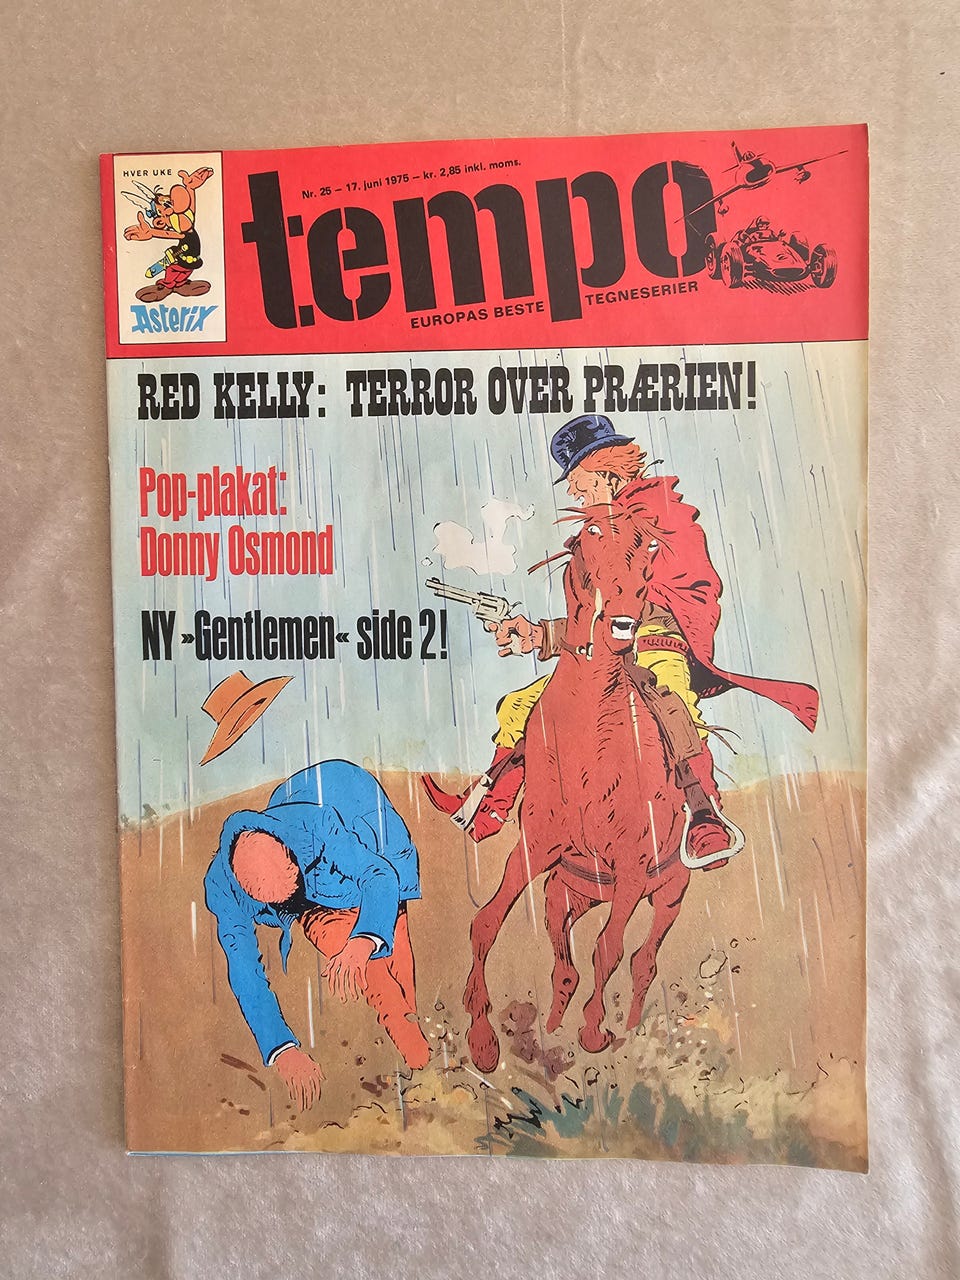 HVER UKE
Asterix
Nr. 25 – 17. juni 1975 – kr. 2,85 inkl. moms.
tempo
EUROPAS BESTE TEGNESERIER
RED KELLY: TERROR OVER PRÆRIEN!
Pop-plakat:
Donny Osmond
NY »Gentlemen« side 2!